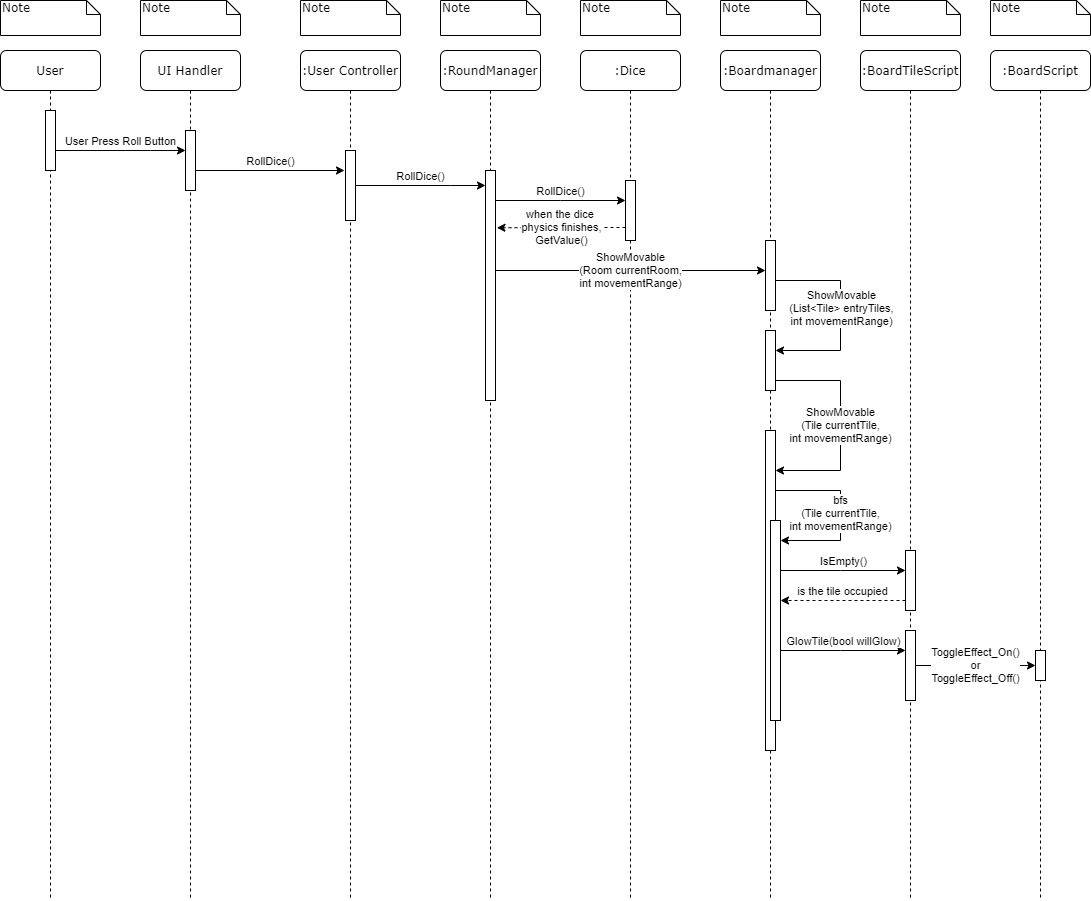 Note
Note
Note
Note
Note
Note
Note
Note
User
UI Handler
:User Controller
:RoundManager
:Dice
:Boardmanager
:BoardTileScript
:BoardScript
User Press Roll Button
RollDice()
RollDice()
RollDice()
when the dice
physics finishes,
GetValue()
ShowMovable
(Room currentRoom,
int movementRange)
ShowMovable
(List<Tile> entryTiles,
int movementRange)
ShowMovable
(Tile currentTile,
int movementRange)
bfs
(Tile currentTile,
int movementRange)
IsEmpty()
is the tile occupied
GlowTile(bool willGlow)
ToggleEffect_On()
or
ToggleEffect_Off()